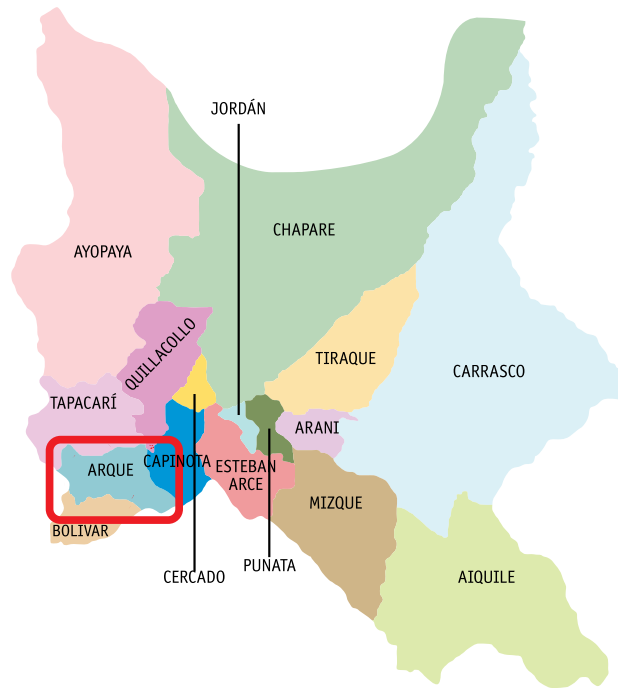 JORDÁN
CHAPARE
AYOPAYA
QUILLACOLLO
TIRAQUE
CARRASCO
TAPACARÍ
ARANI
ARQUE
CAPINOTA
ESTEBAN
ARCE
MIZQUE
BOLIVAR
PUNATA
CERCADO
AIQUILE